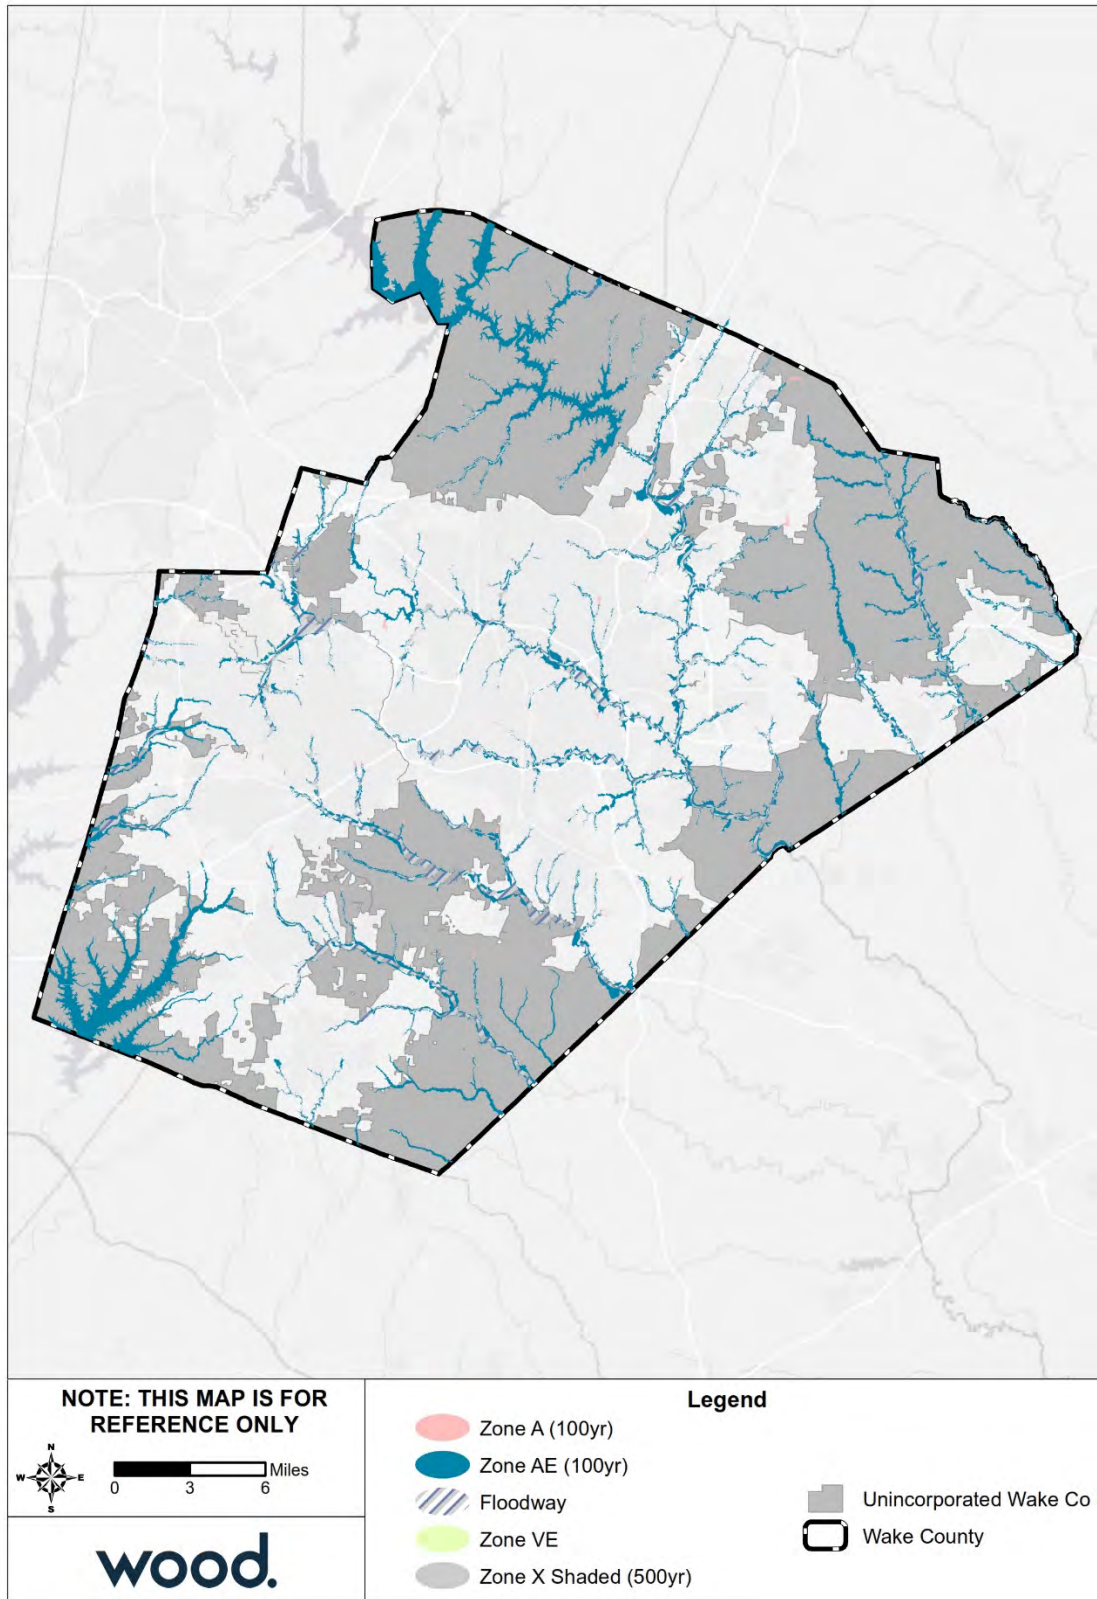 NOTE: THIS MAP IS FOR
REFERENCE ONLY
N
W E
S
0 3 6 Miles
wood.
Legend
Zone A (100yr)
Zone AE (100yr)
Floodway
Zone VE
Zone X Shaded (500yr)
Unincorporated Wake Co
Wake County